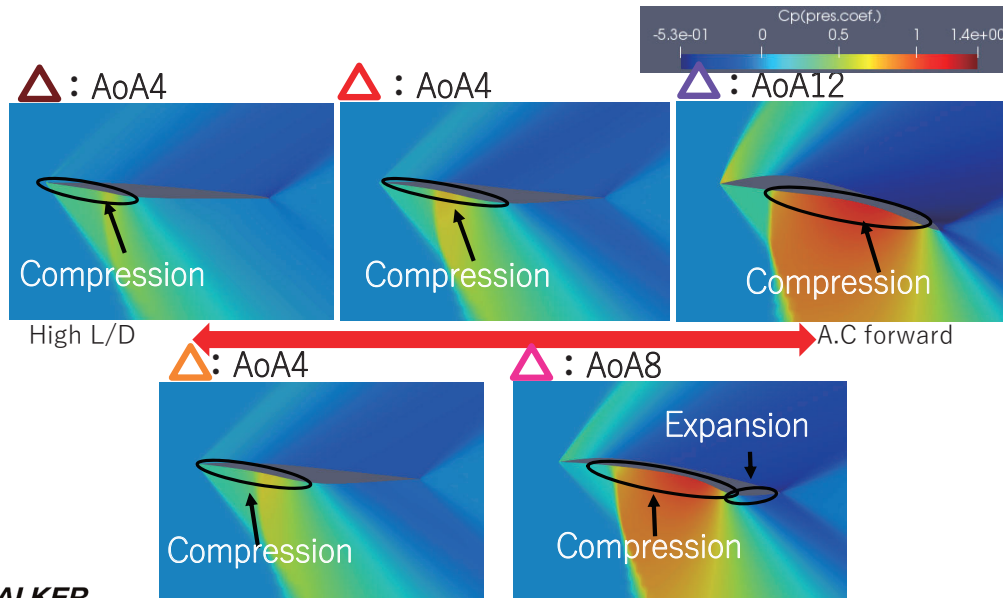 Cp(pres.coef.)
-5.3e-01 0 0.5 1 1.4e+00
: AoA4
: AoA4
: AoA12
Compression
Compression
Compression
High L/D
A.C forward
: AoA4
: AoA8
Expansion
Compression
Compression
ALKER